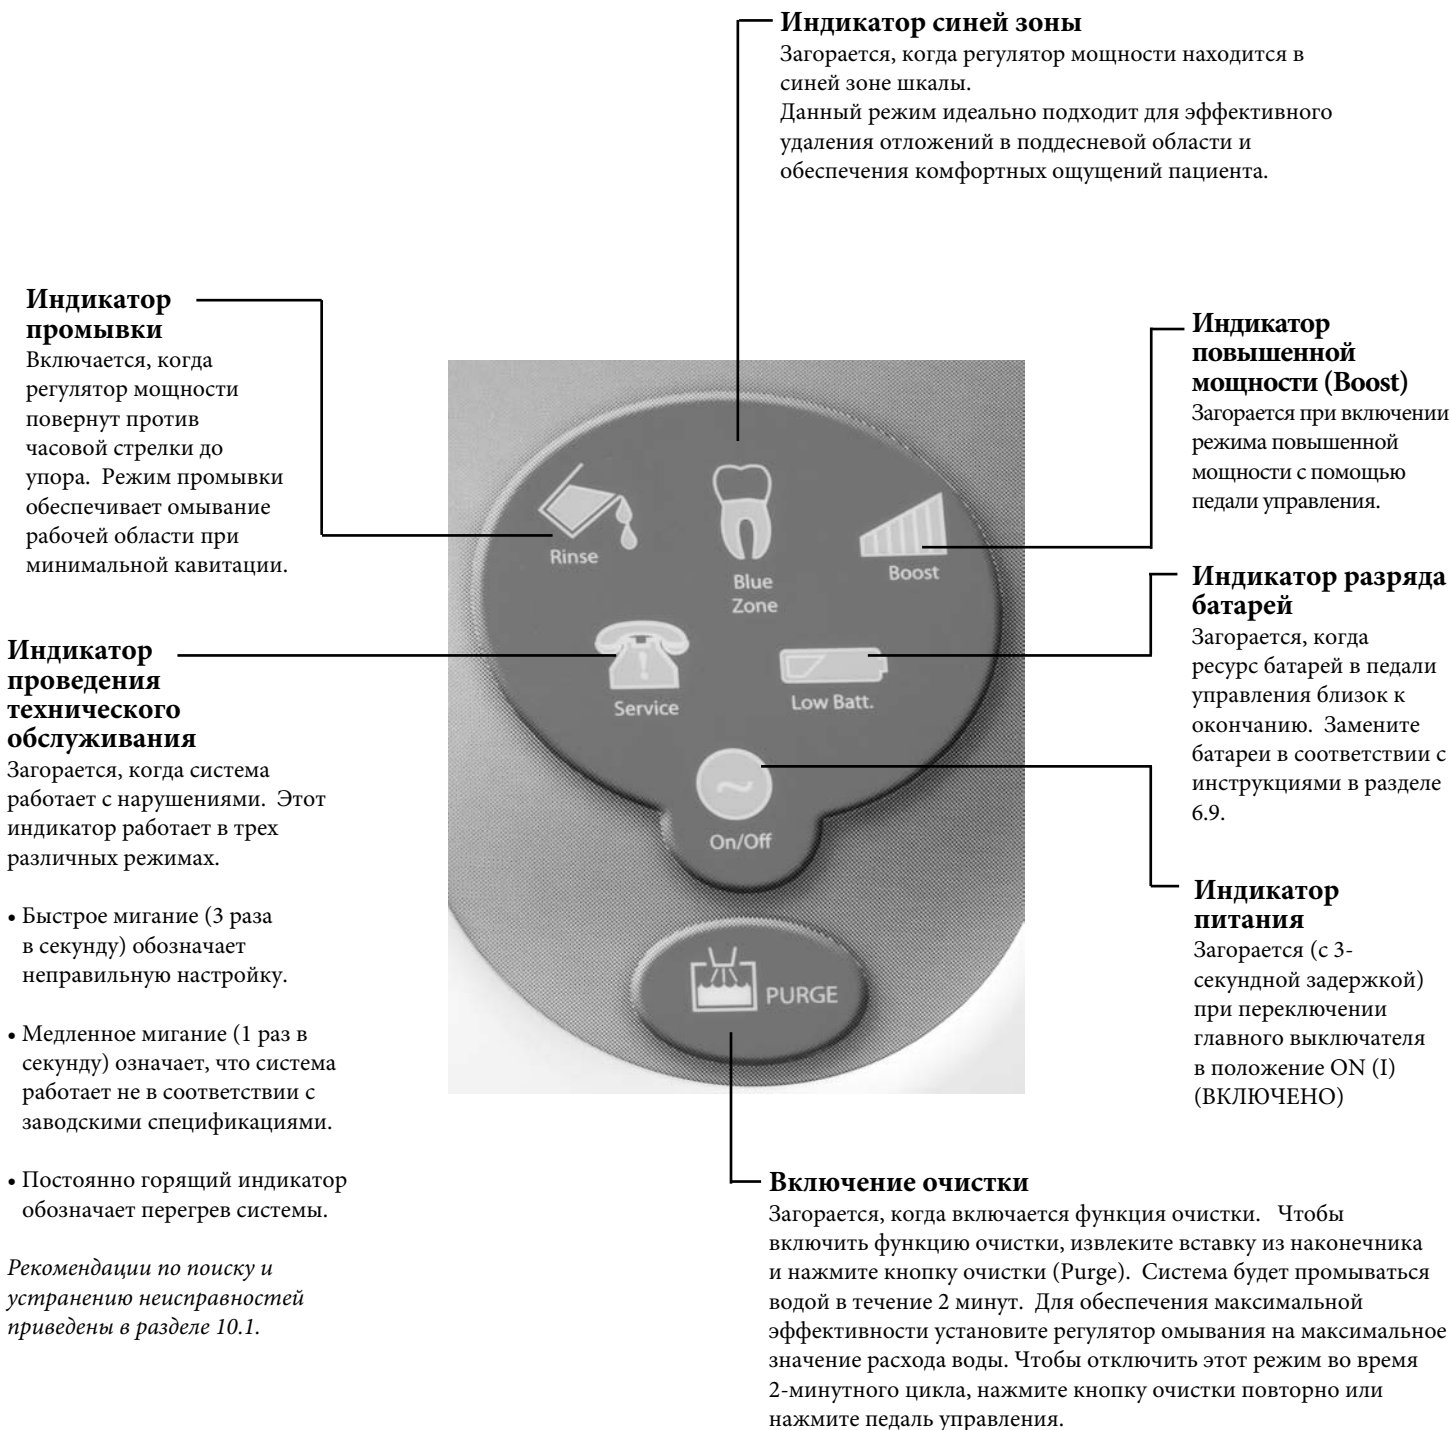 Индикатор синей зоны
Загорается, когда регулятор мощности находится в
синей зоне шкалы.
Данный режим идеально подходит для эффективного
удаления отложений в поддесневой области и
обеспечения комфортных ощущений пациента.
Индикатор
промывки
Включается, когда
регулятор мощности
повернут против
часовой стрелки до
упора.  Режим промывки
обеспечивает омывание
рабочей области при
минимальной кавитации.
Индикатор
проведения
технического
обслуживания
Загорается, когда система
работает с нарушениями.  Этот
индикатор работает в трех
различных режимах.
• Быстрое мигание (3 раза
в секунду) обозначает
неправильную настройку.
• Медленное мигание (1 раз в
секунду) означает, что система
работает не в соответствии с
заводскими спецификациями.
• Постоянно горящий индикатор
обозначает перегрев системы.
Рекомендации по поиску и
устранению неисправностей
приведены в разделе 10.1.
Rinse
Blue
Zone
Boost
Service
Low Batt.
On/Off
PURGE
Индикатор
повышенной
мощности (Boost)
Загорается при включении
режима повышенной
мощности с помощью
педали управления.
Индикатор разряда
батарей
Загорается, когда
ресурс батарей в педали
управления близок к
окончанию.  Замените
батареи в соответствии с
инструкциями в разделе
6.9.
Индикатор
питания
Загорается (с 3-
секундной задержкой)
при переключении
главного выключателя
в положение ON (I)
(ВКЛЮЧЕНО)
Включение очистки
Загорается, когда включается функция очистки.   Чтобы
включить функцию очистки, извлеките вставку из наконечника
и нажмите кнопку очистки (Purge).  Система будет промываться
водой в течение 2 минут.  Для обеспечения максимальной
эффективности установите регулятор омывания на максимальное
значение расхода воды. Чтобы отключить этот режим во время
2-минутного цикла, нажмите кнопку очистки повторно или
нажмите педаль управления.